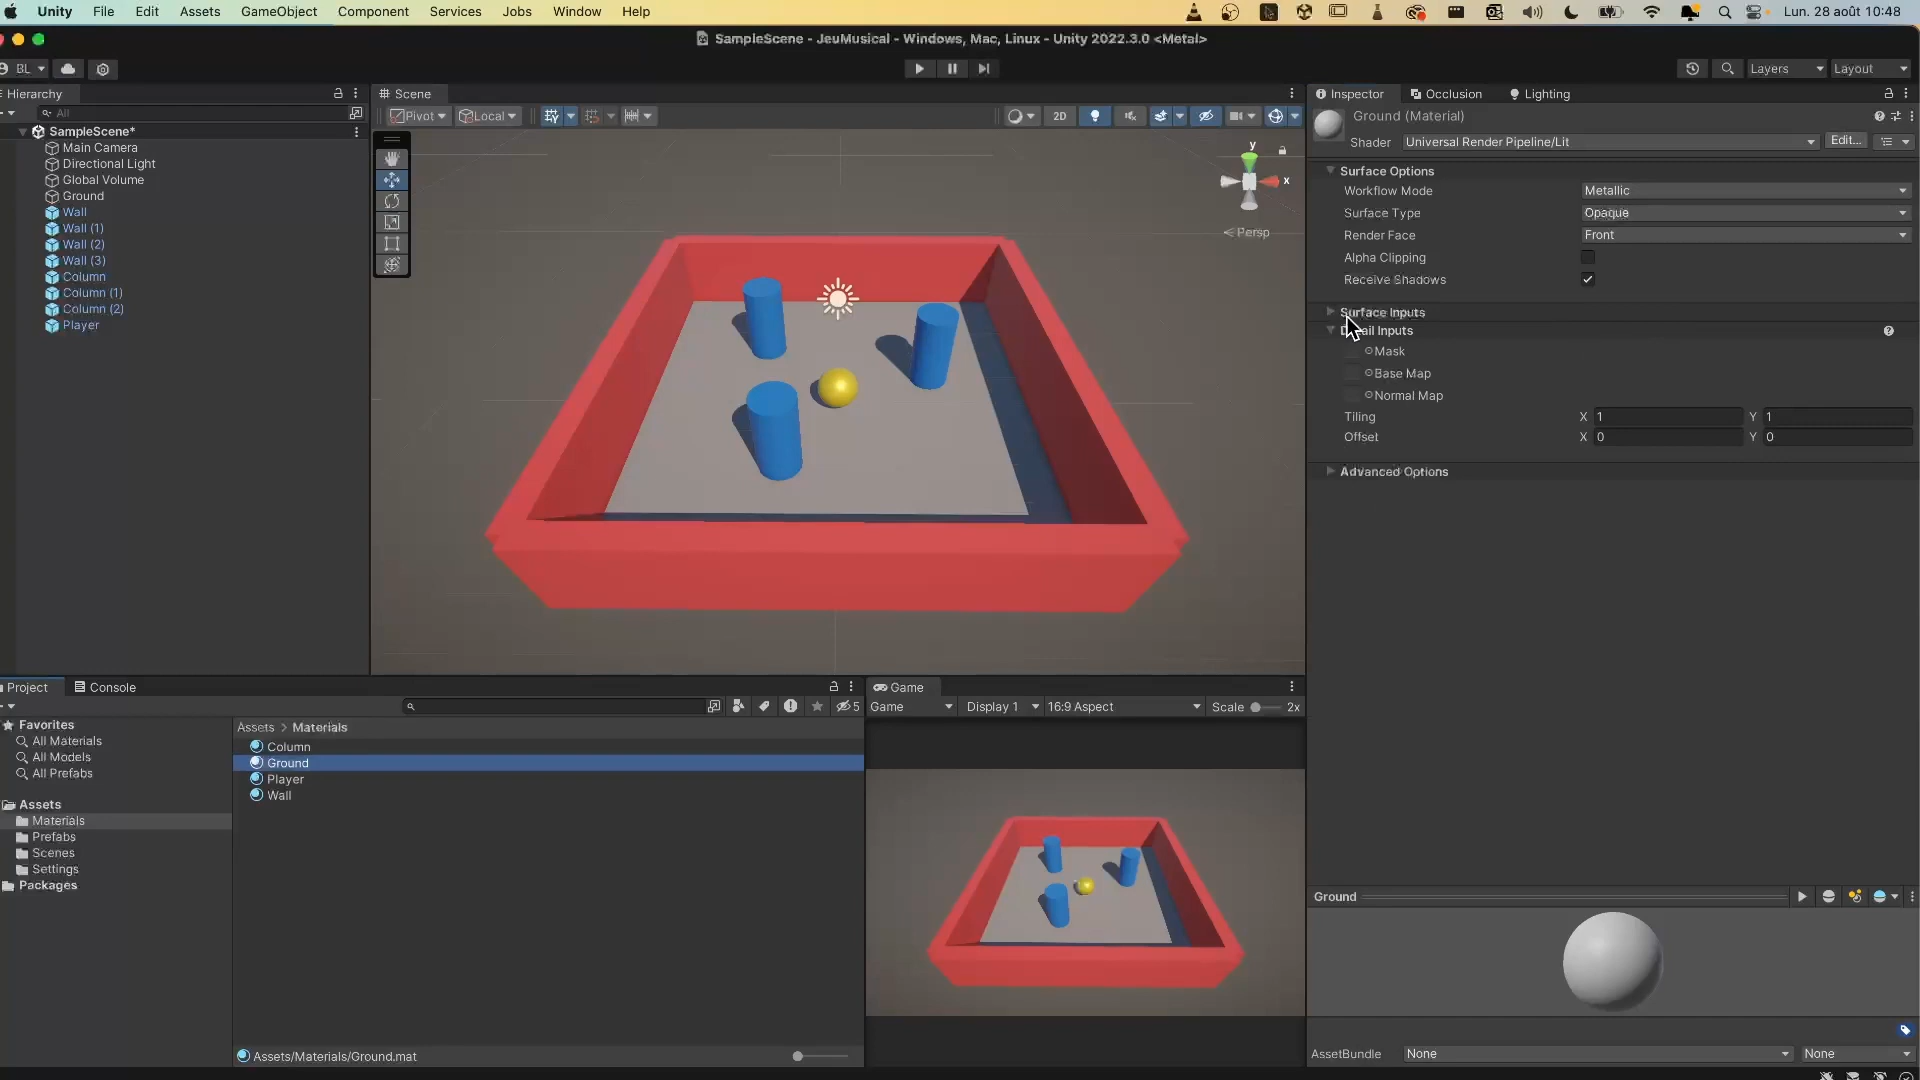 Unity File Edit Assets GameObject Component Services Jobs Window Help Lun. 28 août 10:48
SampleScene - JeuMusical - Windows, Mac, Linux - Unity 2022.3.0 <Metal>
BL Layers Layout
Hierarchy
All
SampleScene*
Main Camera
Directional Light
Global Volume
Ground
Wall
Wall (1)
Wall (2)
Wall (3)
Column
Column (1)
Column (2)
Player
Scene
Pivot Local 2D
y
x
< Persp
Inspector Occlusion Lighting
Ground (Material)
Shader Universal Render Pipeline/Lit Edit...
Surface Options
Workflow Mode Metallic
Surface Type Opaque
Render Face Front
Alpha Clipping
Receive Shadows
Surface Inputs
Detail Inputs
Mask
Base Map
Normal Map
Tiling X 1 Y 1
Offset X 0 Y 0
Advanced Options
Project Console
5
Favorites
All Materials
All Models
All Prefabs
Assets
Materials
Prefabs
Scenes
Settings
Packages
Assets > Materials
Column
Ground
Player
Wall
Assets/Materials/Ground.mat
Game
Game Display 1 16:9 Aspect Scale 2x
Ground
AssetBundle None None